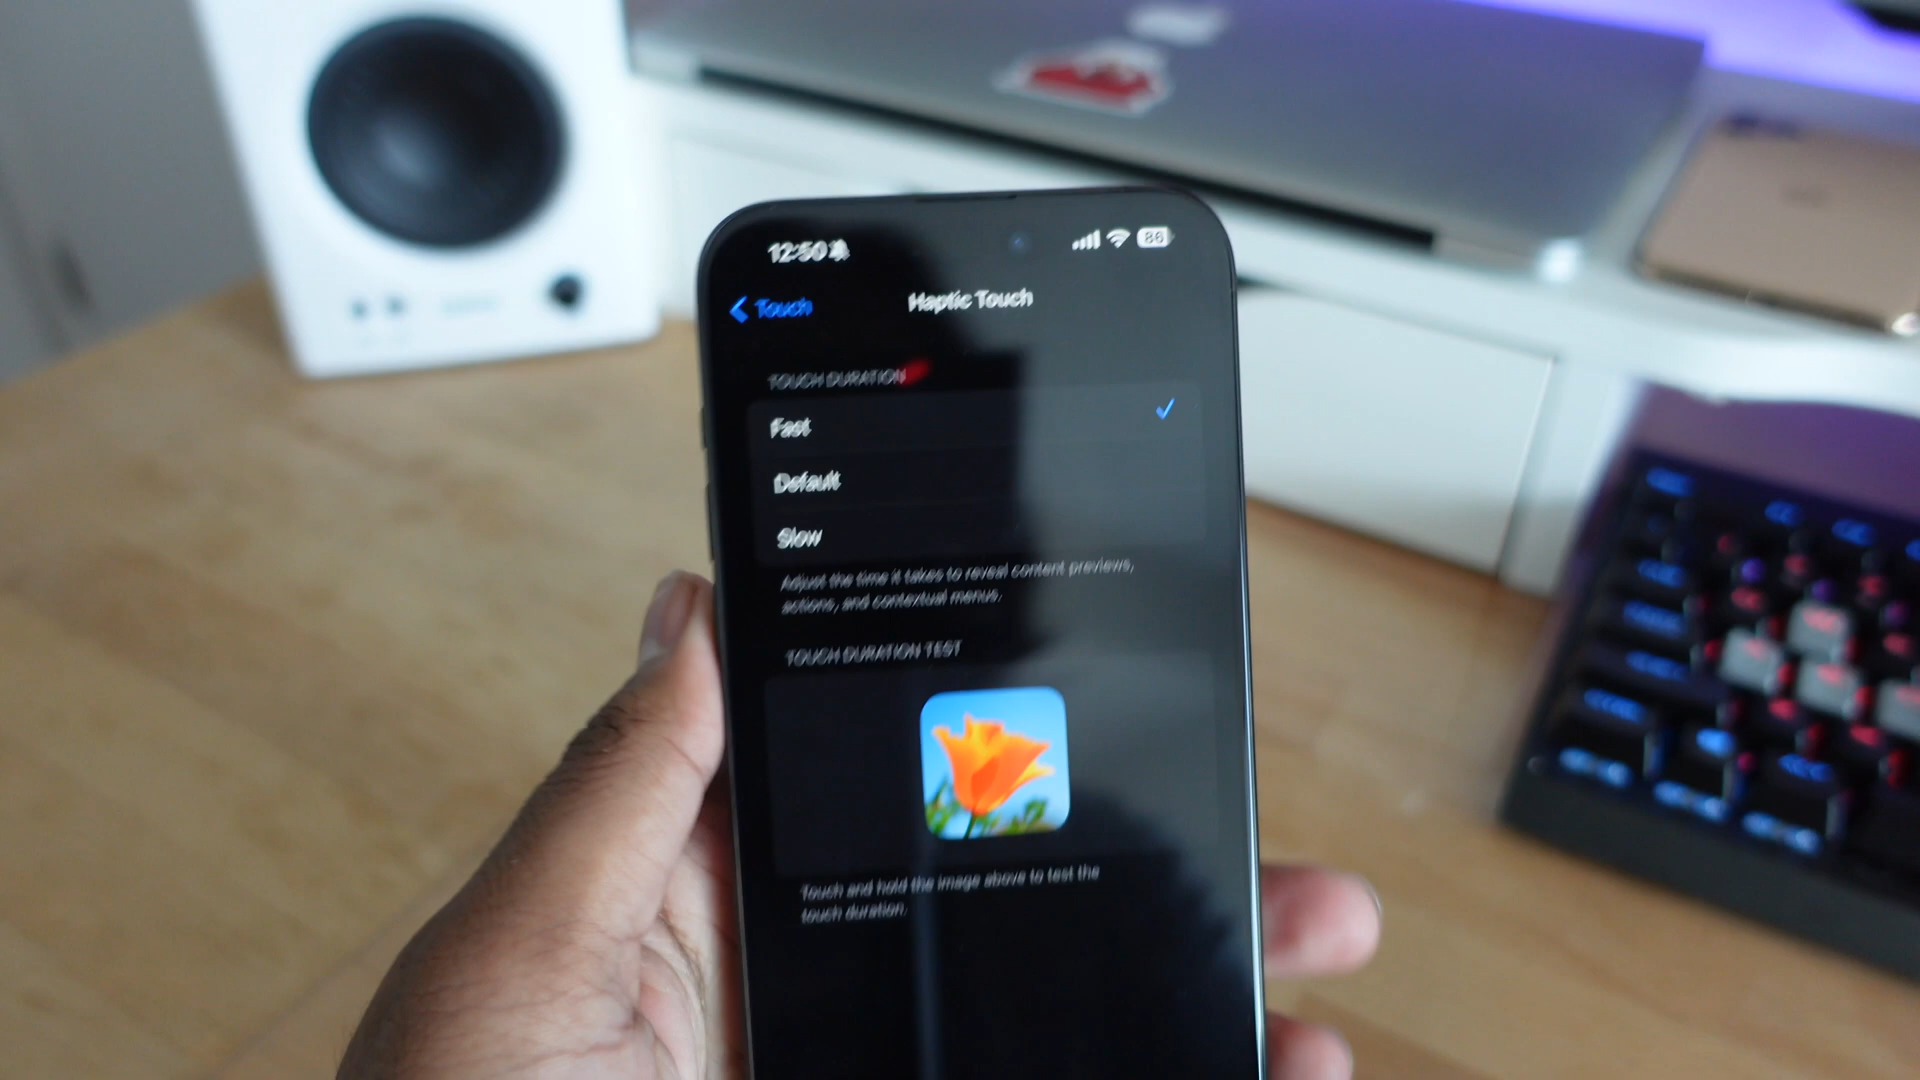 12:50
86
Touch
Haptic Touch
TOUCH DURATION
Fast
Default
Slow
Adjust the time it takes to reveal content previews,
actions, and contextual menus.
TOUCH DURATION TEST
Touch and hold the image above to test the
touch duration.